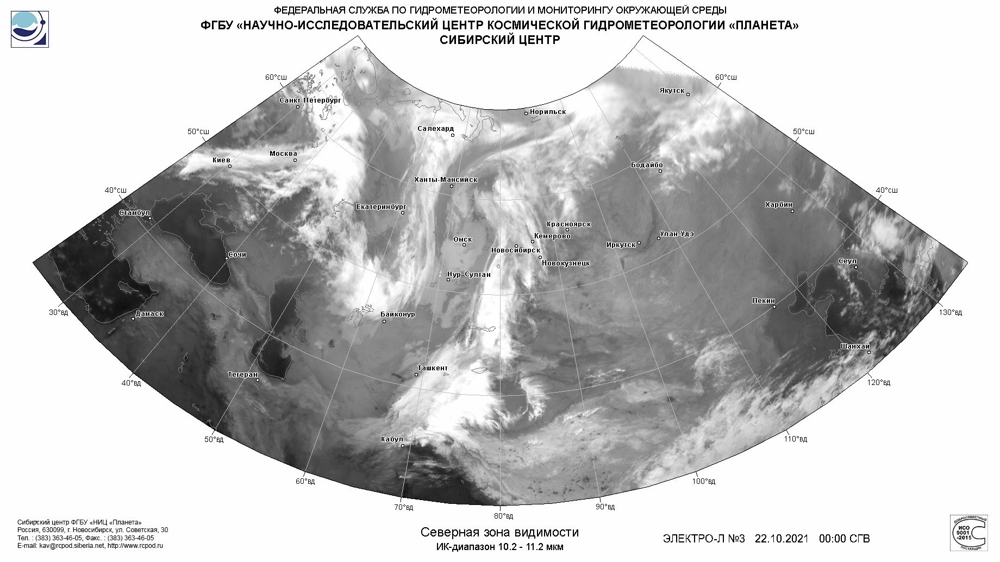 ФЕДЕРАЛЬНАЯ СЛУЖБА ПО ГИДРОМЕТЕОРОЛОГИИ И МОНИТОРИНГУ ОКРУЖАЮЩЕЙ СРЕДЫ
ФГБУ «НАУЧНО-ИССЛЕДОВАТЕЛЬСКИЙ ЦЕНТР КОСМИЧЕСКОЙ ГИДРОМЕТЕОРОЛОГИИ «ПЛАНЕТА»
СИБИРСКИЙ ЦЕНТР
60°сш
60°сш
Якутск
Санкт-Петербург
Норильск
Салехард
50°сш
50°сш
Москва
Киев
Бодайбо
Ханты-Мансийск
40°сш
40°сш
Екатеринбург
Харбин
Стамбул
Красноярск
Улан-Удэ
Кемерово
Омск
Иркутск
Новосибирск
Сочи
Сеул
Новокузнецк
Нур-Султан
Пекин
30°вд
Дамаск
Байконур
130°вд
Шанхай
Ташкент
Тегеран
40°вд
120°вд
Кабул
50°вд
110°вд
60°вд
100°вд
70°вд
90°вд
80°вд
Сибирский центр ФГБУ «НИЦ «Планета»
Россия, 630099, г. Новосибирск, ул. Советская, 30
Тел. : (383) 363-46-05, Факс. : (383) 363-46-05
E-mail: kav@rcpod.siberia.net, http://www.rcpod.ru
Северная зона видимости
ИК-диапазон 10.2 - 11.2 мкм
ЭЛЕКТРО-Л №3 22.10.2021 00:00 СГВ
ДОБРОСОВЕСТНЫЙ
ИСО
9001
-2015
ПОСТАВЩИК